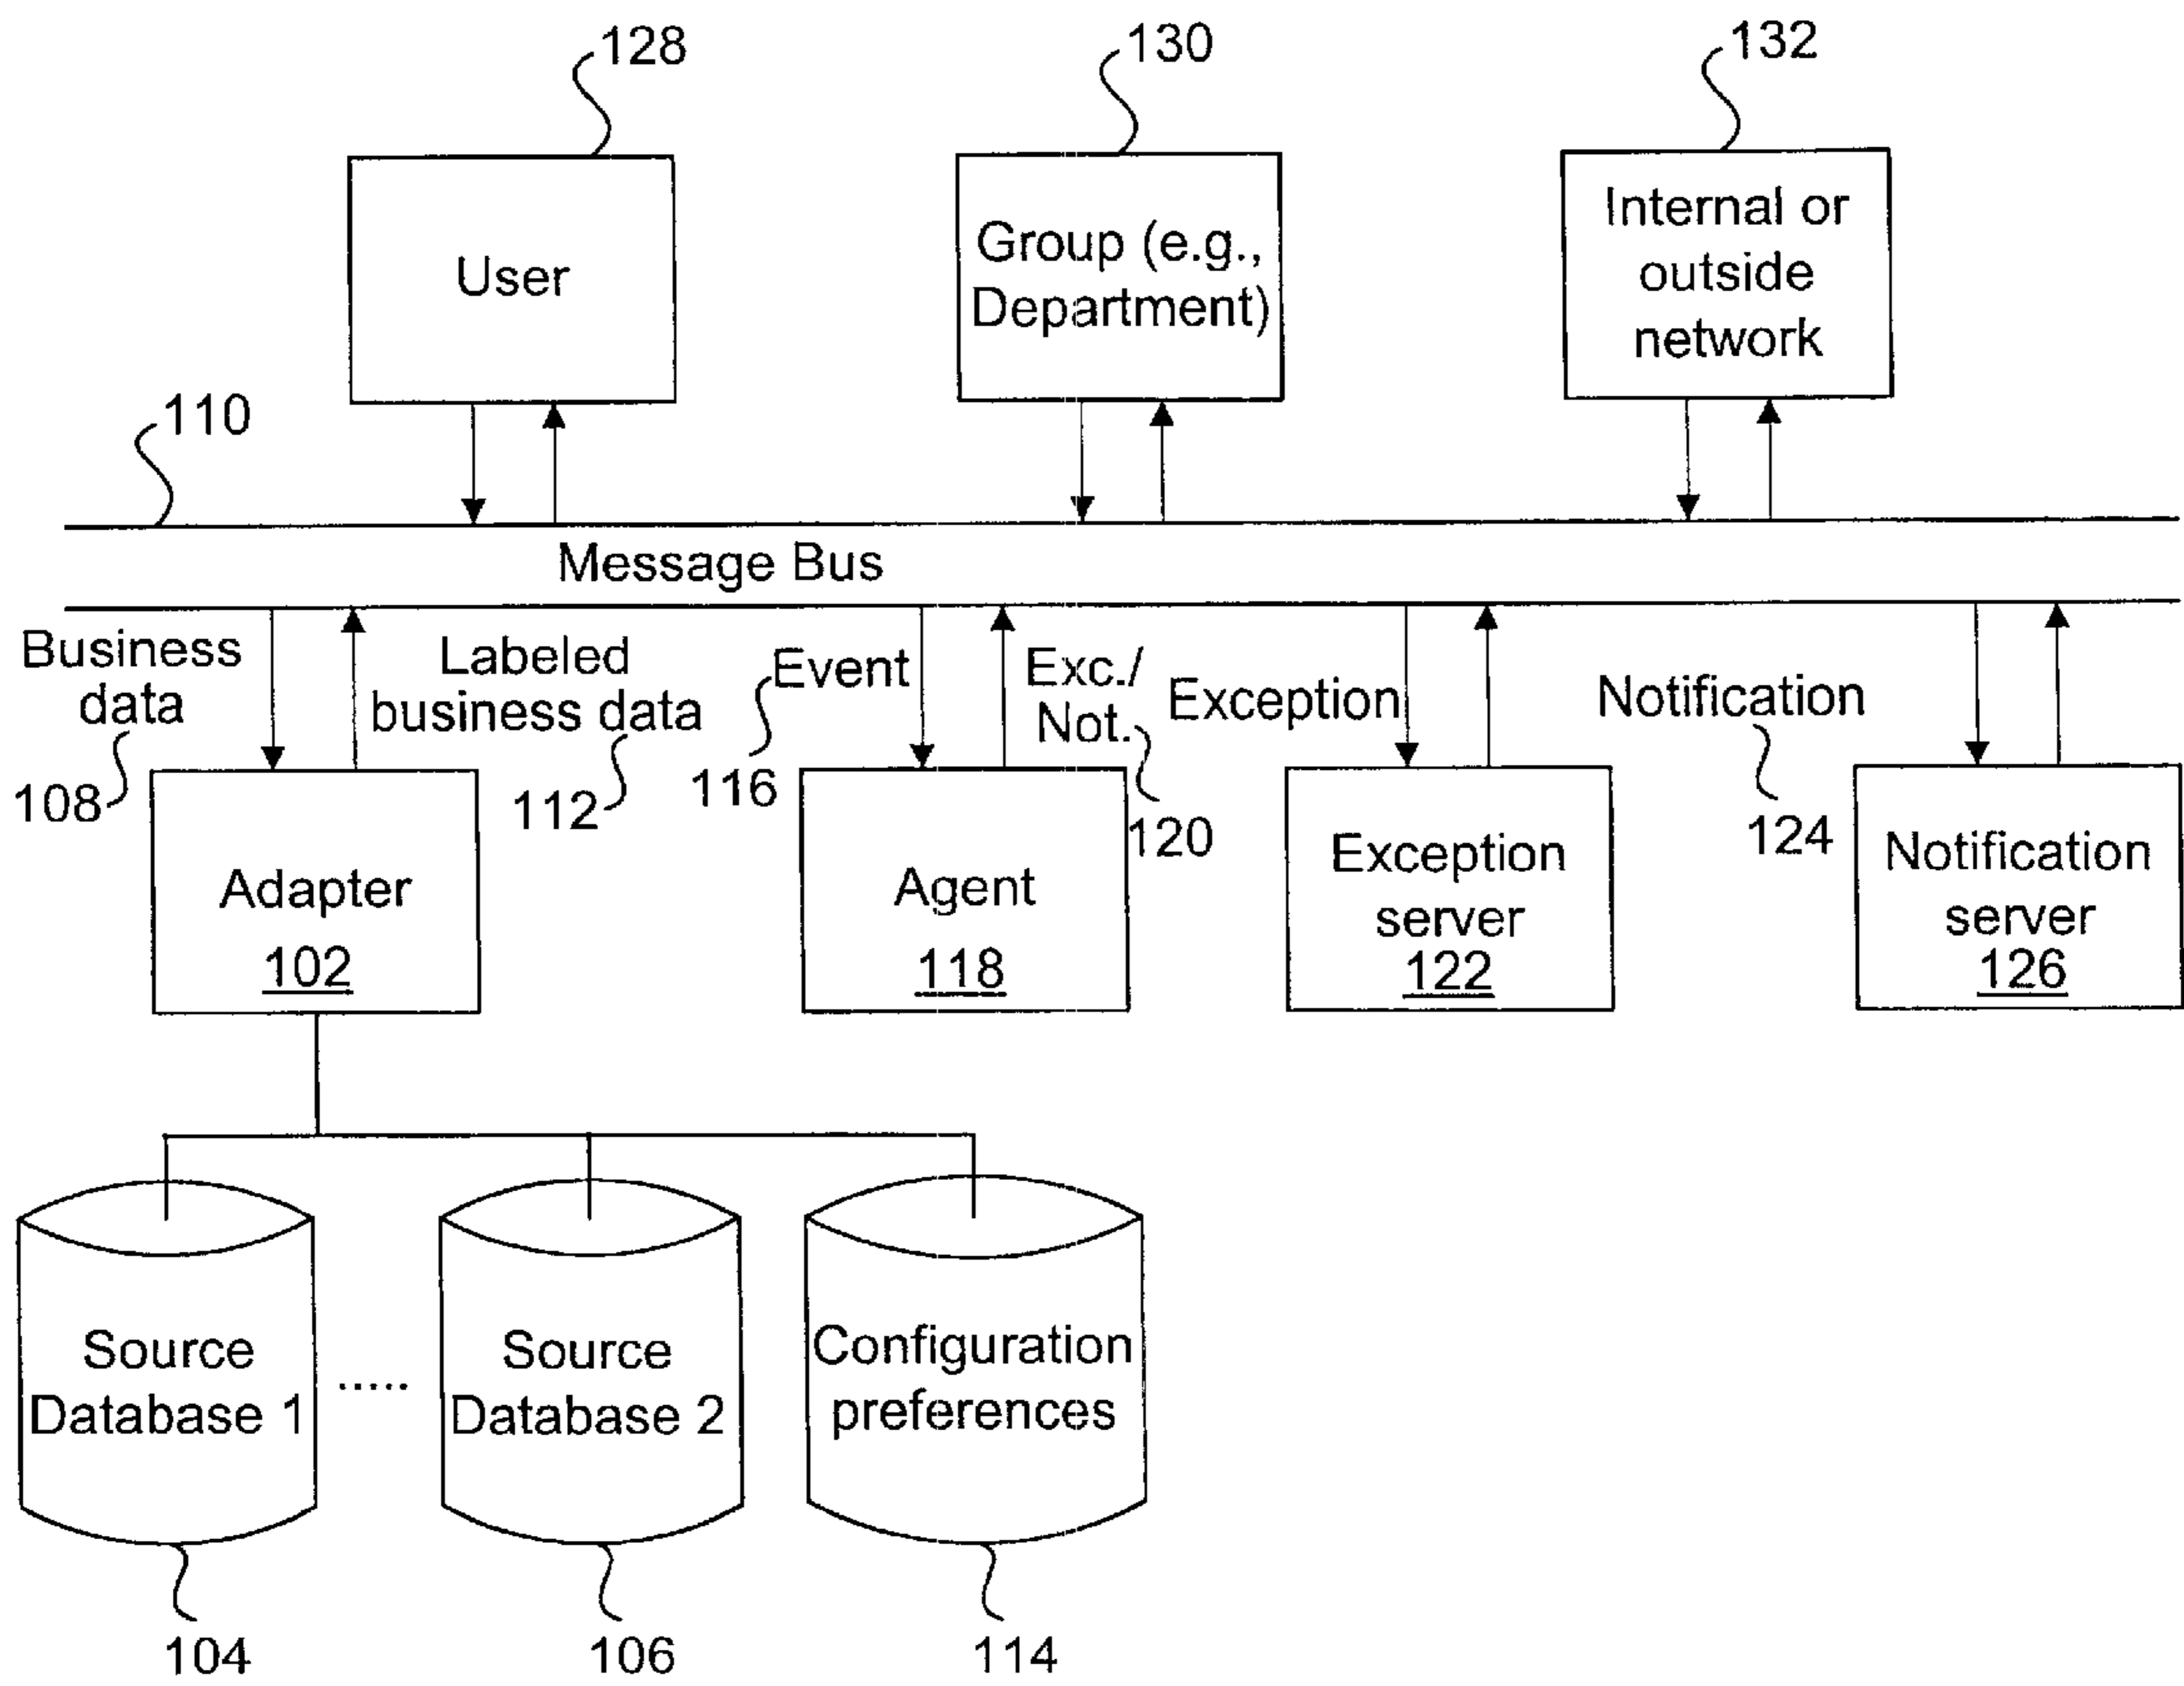 128
130
132
User
Group (e.g.,
Department)
Internal or
outside
network
110
Message Bus
Business
data
108
Labeled
business data
112
Event
116
Exc./
Not.
120
Exception
Notification
124
Adapter
102
Agent
118
Exception
server
122
Notification
server
126
Source
Database 1
.....
Source
Database 2
Configuration
preferences
104
106
114